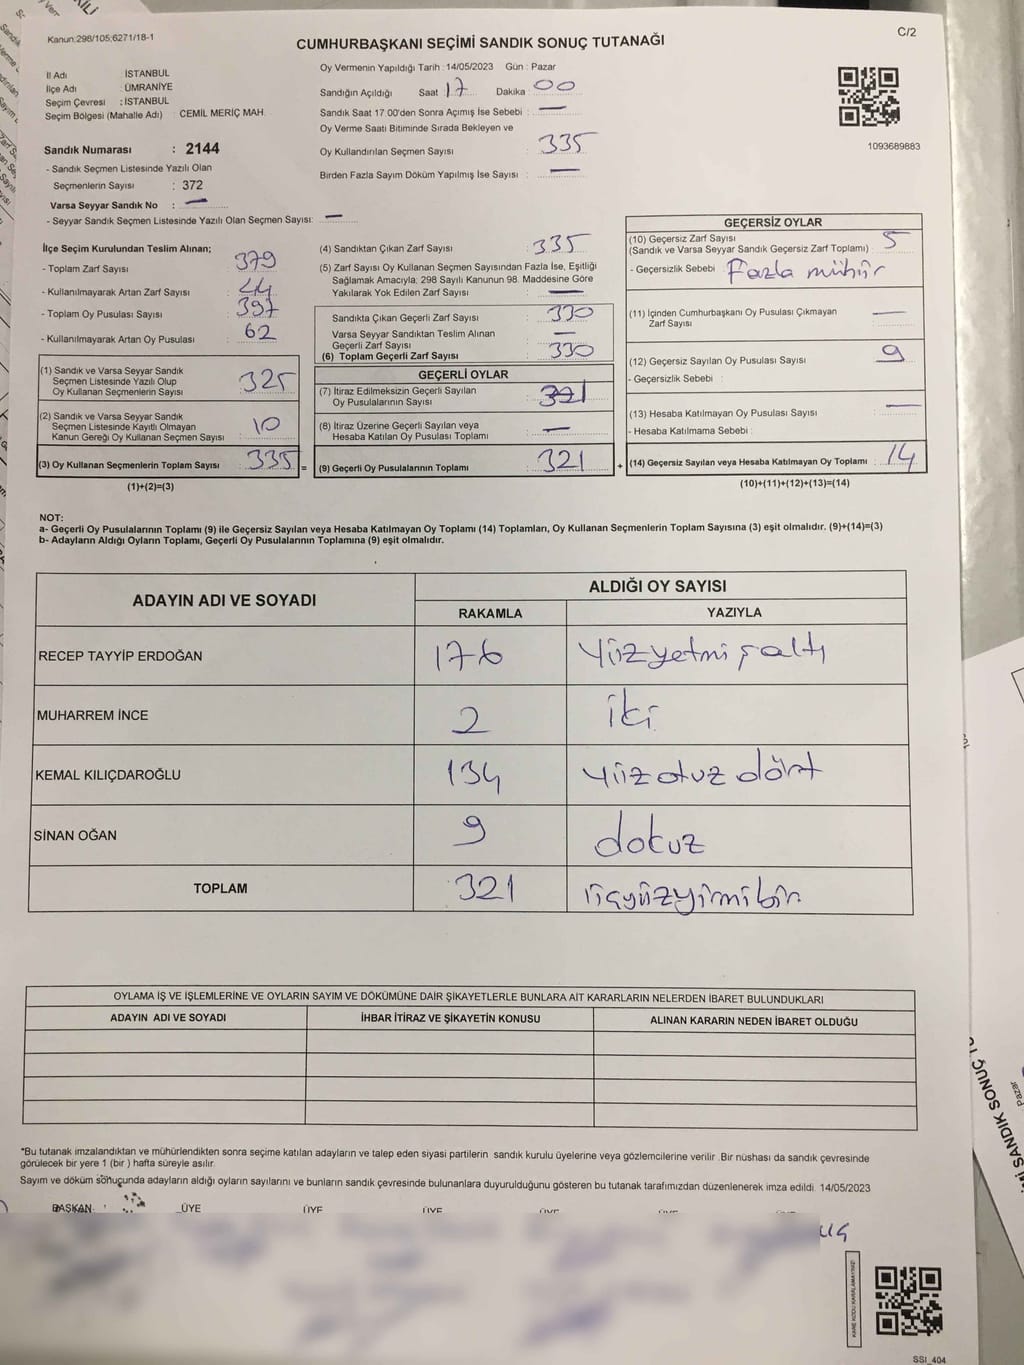 Kanun:298/105;6271/18-1
C/2
CUMHURBAŞKANI SEÇİMİ SANDIK SONUÇ TUTANAĞI
İl Adı : İSTANBUL
İlçe Adı : ÜMRANİYE
Seçim Çevresi : İSTANBUL
Seçim Bölgesi (Mahalle Adı) : CEMİL MERİÇ MAH.
Sandık Numarası : 2144
- Sandık Seçmen Listesinde Yazılı Olan
Seçmenlerin Sayısı : 372
Varsa Seyyar Sandık No : —
- Seyyar Sandık Seçmen Listesinde Yazılı Olan Seçmen Sayısı: —
Oy Vermenin Yapıldığı Tarih : 14/05/2023 Gün : Pazar
Sandığın Açıldığı Saat : 17 Dakika : 00
Sandık Saat 17:00'den Sonra Açımış İse Sebebi : —
Oy Verme Saati Bitiminde Sırada Bekleyen ve
Oy Kullandırılan Seçmen Sayısı : 335
Birden Fazla Sayım Döküm Yapılmış İse Sayısı : —
1093689883
İlçe Seçim Kurulundan Teslim Alınan;
- Toplam Zarf Sayısı : 379
- Kullanılmayarak Artan Zarf Sayısı : 44
- Toplam Oy Pusulası Sayısı : 397
- Kullanılmayarak Artan Oy Pusulası : 62
(1) Sandık ve Varsa Seyyar Sandık
Seçmen Listesinde Yazılı Olup
Oy Kullanan Seçmenlerin Sayısı : 325
(2) Sandık ve Varsa Seyyar Sandık
Seçmen Listesinde Kayıtlı Olmayan
Kanun Gereği Oy Kullanan Seçmen Sayısı : 10
(3) Oy Kullanan Seçmenlerin Toplam Sayısı : 335 =
(1)+(2)=(3)
(4) Sandıktan Çıkan Zarf Sayısı : 335
(5) Zarf Sayısı Oy Kullanan Seçmen Sayısından Fazla İse, Eşitliği
Sağlamak Amacıyla; 298 Sayılı Kanunun 98. Maddesine Göre
Yakılarak Yok Edilen Zarf Sayısı : —
Sandıkta Çıkan Geçerli Zarf Sayısı : 330
Varsa Seyyar Sandıktan Teslim Alınan
Geçerli Zarf Sayısı : —
(6) Toplam Geçerli Zarf Sayısı : 330
GEÇERLİ OYLAR
(7) İtiraz Edilmeksizin Geçerli Sayılan
Oy Pusulalarının Sayısı : 321
(8) İtiraz Üzerine Geçerli Sayılan veya
Hesaba Katılan Oy Pusulası Toplamı : —
(9) Geçerli Oy Pusulalarının Toplamı : 321 +
GEÇERSİZ OYLAR
(10) Geçersiz Zarf Sayısı : 5
(Sandık ve Varsa Seyyar Sandık Geçersiz Zarf Toplamı)
- Geçersizlik Sebebi : Fazla mühür
(11) İçinden Cumhurbaşkanı Oy Pusulası Çıkmayan
Zarf Sayısı : —
(12) Geçersiz Sayılan Oy Pusulası Sayısı : 9
- Geçersizlik Sebebi :
(13) Hesaba Katılmayan Oy Pusulası Sayısı : —
- Hesaba Katılmama Sebebi :
(14) Geçersiz Sayılan veya Hesaba Katılmayan Oy Toplamı : 14
(10)+(11)+(12)+(13)=(14)
NOT:
a- Geçerli Oy Pusulalarının Toplamı (9) ile Geçersiz Sayılan veya Hesaba Katılmayan Oy Toplamı (14) Toplamları, Oy Kullanan Seçmenlerin Toplam Sayısına (3) eşit olmalıdır. (9)+(14)=(3)
b- Adayların Aldığı Oyların Toplamı, Geçerli Oy Pusulalarının Toplamına (9) eşit olmalıdır.
ADAYIN ADI VE SOYADI
ALDIĞI OY SAYISI
RAKAMLA YAZIYLA
RECEP TAYYİP ERDOĞAN 176 Yüzyetmişaltı
MUHARREM İNCE 2 iki
KEMAL KILIÇDAROĞLU 134 yüzotuz dört
SİNAN OĞAN 9 dokuz
TOPLAM 321 üçyüzyimibir
OYLAMA İŞ VE İŞLEMLERİNE VE OYLARIN SAYIM VE DÖKÜMÜNE DAİR ŞİKAYETLERLE BUNLARA AİT KARARLARIN NELERDEN İBARET BULUNDUKLARI
ADAYIN ADI VE SOYADI İHBAR İTİRAZ VE ŞİKAYETİN KONUSU ALINAN KARARIN NEDEN İBARET OLDUĞU
*Bu tutanak imzalandıktan ve mühürlendikten sonra seçime katılan adayların ve talep eden siyasi partilerin sandık kurulu üyelerine veya gözlemcilerine verilir. Bir nüshası da sandık çevresinde
görülecek bir yere 1 (bir ) hafta süreyle asılır.
Sayım ve döküm sonucunda adayların aldığı oyların sayılarını ve bunların sandık çevresinde bulunanlara duyurulduğunu gösteren bu tutanak tarafımızdan düzenlenerek imza edildi. 14/05/2023
BAŞKAN ÜYE ÜYE ÜYE
KARE KODU KARALAMAYINIZ!
SSI_404
SANDIK SONUÇ
Pazar